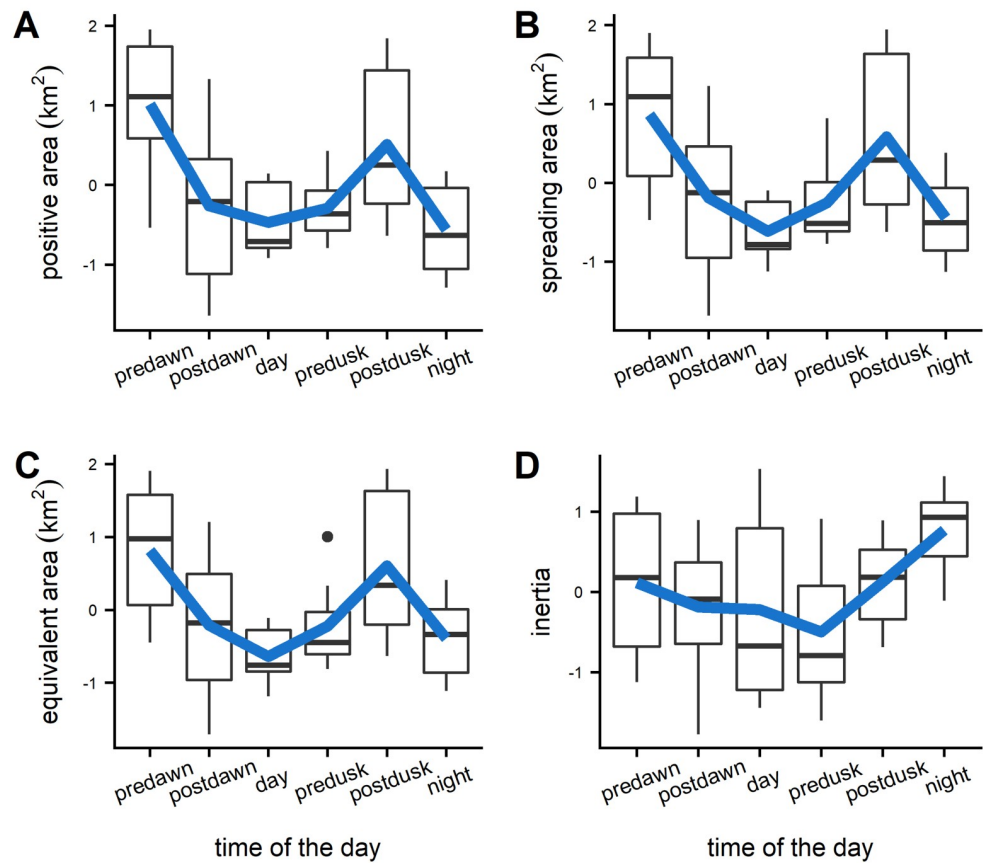 A
positive area (km²)
2
1
0
-1
predawn
postdawn
day
predusk
postdusk
night
B
spreading area (km²)
2
1
0
-1
predawn
postdawn
day
predusk
postdusk
night
C
equivalent area (km²)
2
1
0
-1
predawn
postdawn
day
predusk
postdusk
night
time of the day
D
inertia
1
0
-1
predawn
postdawn
day
predusk
postdusk
night
time of the day